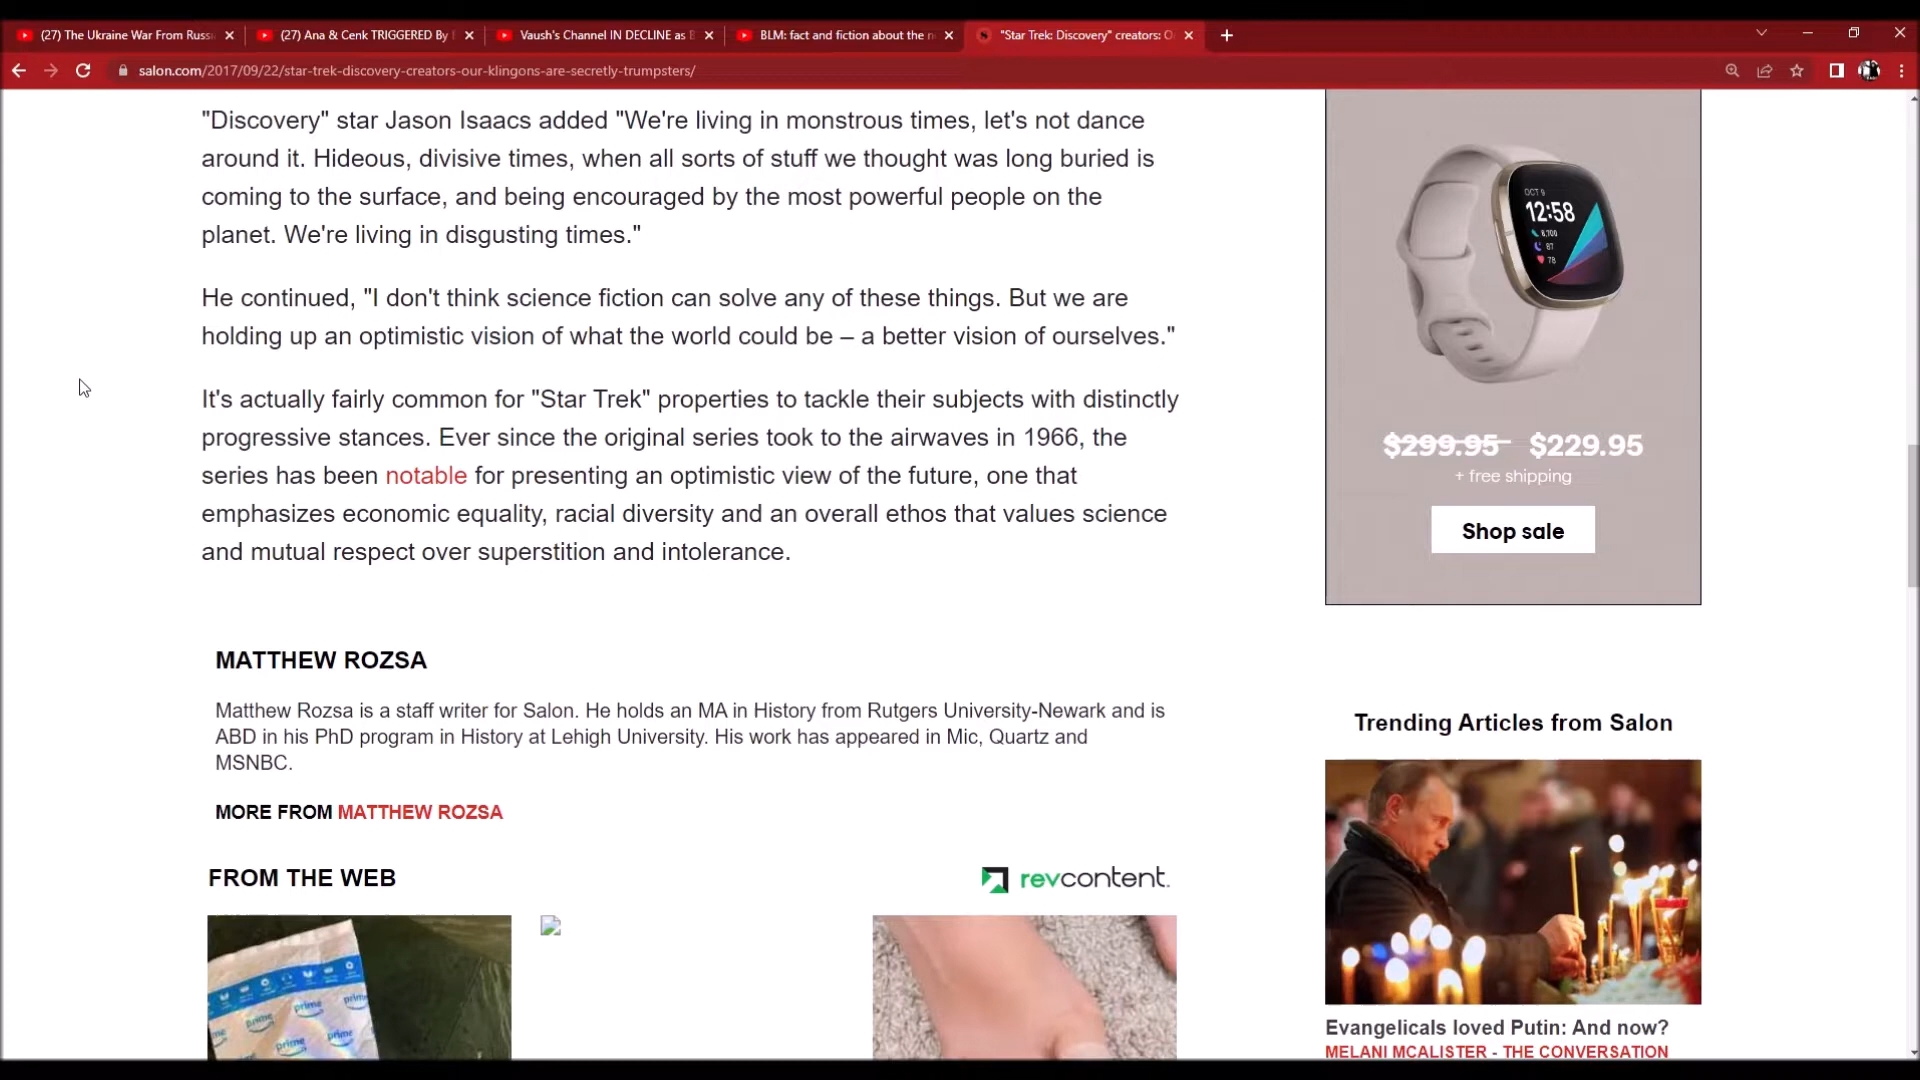 (27) The Ukraine War From Russ
(27) Ana & Cenk TRIGGERED By
Vaush's Channel IN DECLINE as
BLM: fact and fiction about the
"Star Trek: Discovery" creators:
salon.com/2017/09/22/star-trek-discovery-creators-our-klingons-are-secretly-trumpsters/
"Discovery" star Jason Isaacs added "We're living in monstrous times, let's not dance
around it. Hideous, divisive times, when all sorts of stuff we thought was long buried is
coming to the surface, and being encouraged by the most powerful people on the
planet. We're living in disgusting times."
He continued, "I don't think science fiction can solve any of these things. But we are
holding up an optimistic vision of what the world could be – a better vision of ourselves."
It's actually fairly common for "Star Trek" properties to tackle their subjects with distinctly
progressive stances. Ever since the original series took to the airwaves in 1966, the
series has been notable for presenting an optimistic view of the future, one that
emphasizes economic equality, racial diversity and an overall ethos that values science
and mutual respect over superstition and intolerance.
MATTHEW ROZSA
Matthew Rozsa is a staff writer for Salon. He holds an MA in History from Rutgers University-Newark and is
ABD in his PhD program in History at Lehigh University. His work has appeared in Mic, Quartz and
MSNBC.
MORE FROM MATTHEW ROZSA
FROM THE WEB
revcontent.
prime
prime
prime
prime
prime
OCT 9
12:58
8,700
87
78
$299.95 $229.95
+ free shipping
Shop sale
Trending Articles from Salon
Evangelicals loved Putin: And now?
MELANI MCALISTER - THE CONVERSATION